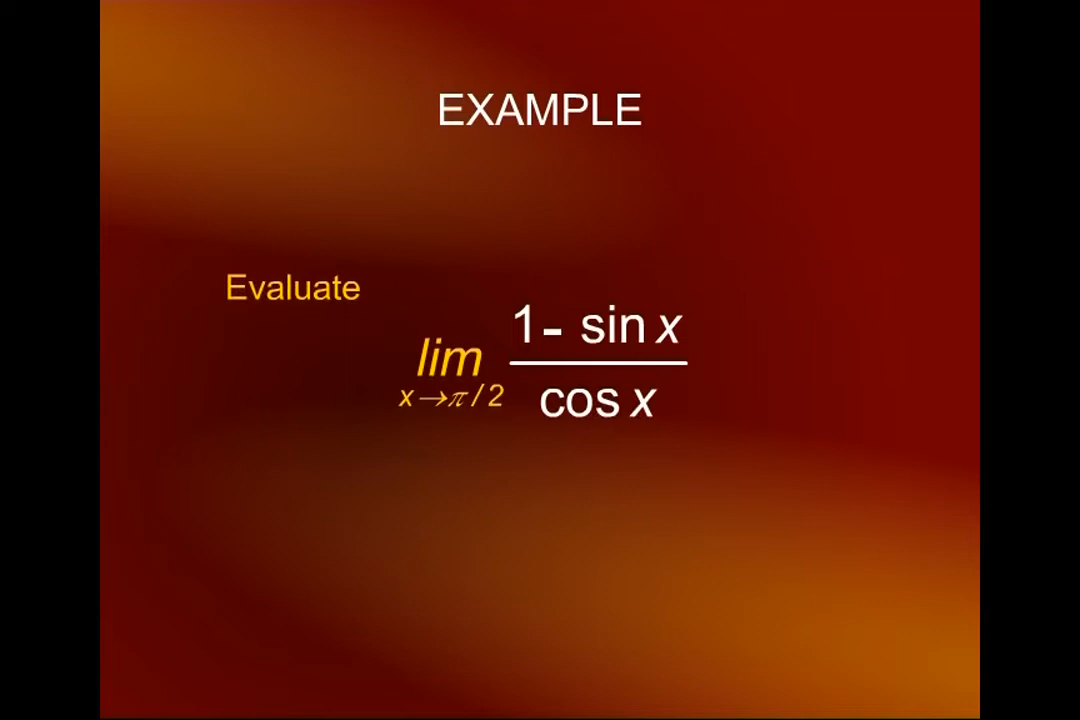 EXAMPLE
Evaluate
1- sin x
lim
x→π/2
cos x